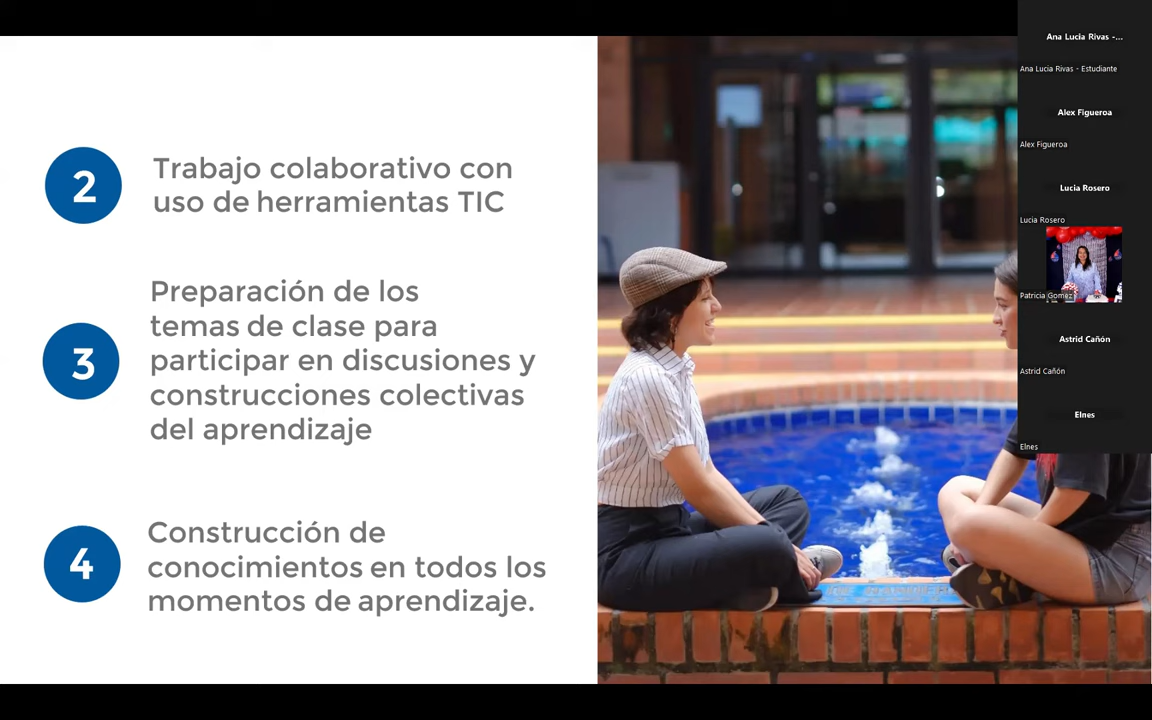 2
Trabajo colaborativo con
uso de herramientas TIC
3
Preparación de los
temas de clase para
participar en discusiones y
construcciones colectivas
del aprendizaje
4
Construcción de
conocimientos en todos los
momentos de aprendizaje.
Ana Lucia Rivas -...
Ana Lucia Rivas - Estudiante
Alex Figueroa
Alex Figueroa
Lucia Rosero
Lucia Rosero
Patricia Gomez
Astrid Cañón
Astrid Cañón
Elnes
Elnes